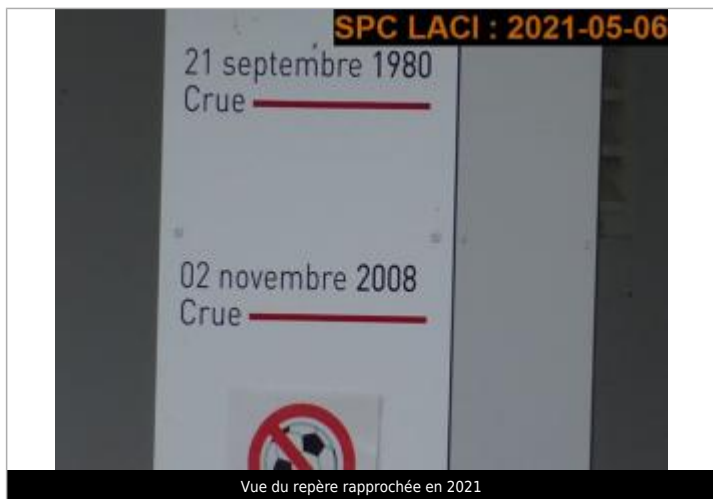 SPC LACI : 2021-05-06
21 septembre 1980
Crue
02 novembre 2008
Crue
Vue du repère rapprochée en 2021